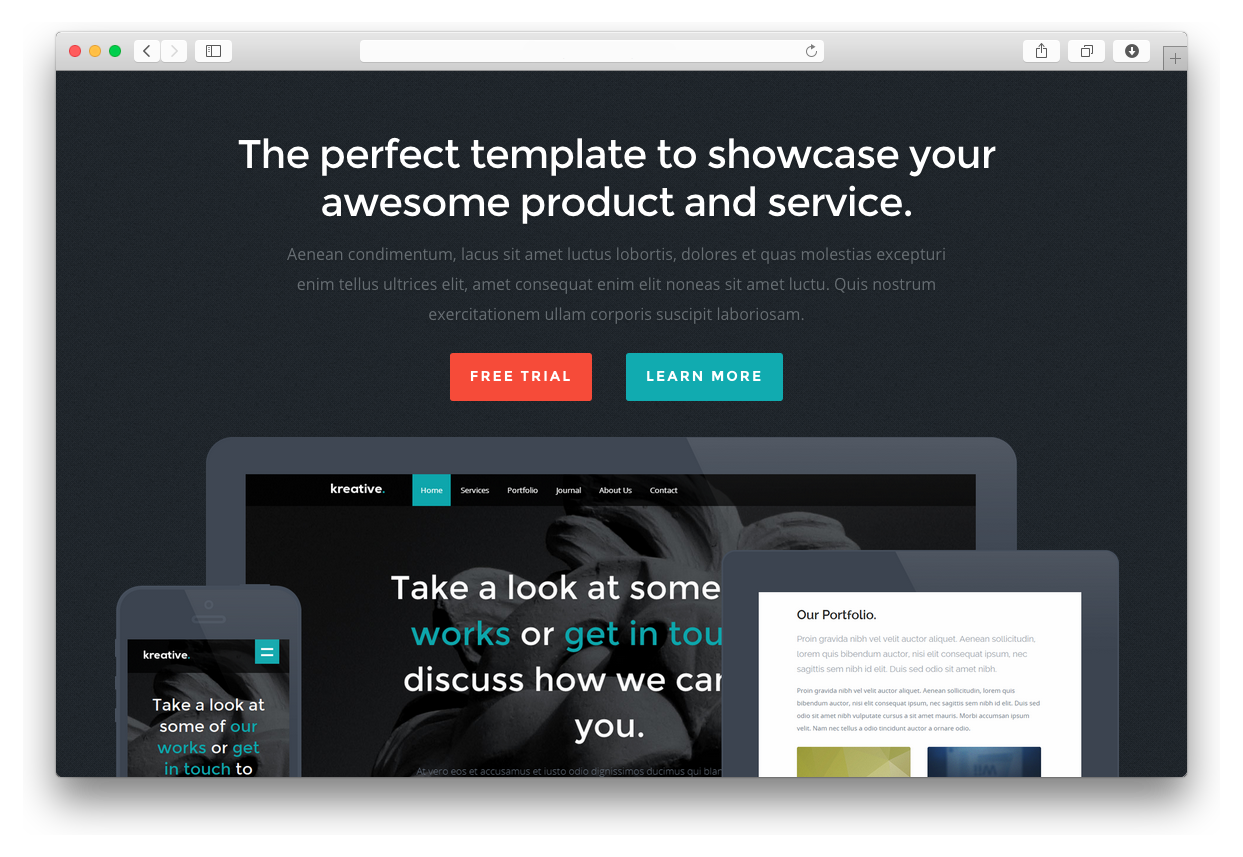 The perfect template to showcase your
awesome product and service.
Aenean condimentum, lacus sit amet luctus lobortis, dolores et quas molestias excepturi
enim tellus ultrices elit, amet consequat enim elit noneas sit amet luctu. Quis nostrum
exercitationem ullam corporis suscipit laboriosam.
FREE TRIAL
LEARN MORE
kreative.
Home
Services
Portfolio
Journal
About Us
Contact
Take a look at some
works or get in tou
discuss how we can
you.
At vero eos et accusamus et iusto odio dignissimos ducimus qui blan
kreative.
Take a look at
some of our
works or get
in touch to
Our Portfolio.
Proin gravida nibh vel velit auctor aliquet. Aenean sollicitudin,
lorem quis bibendum auctor, nisi elit consequat ipsum, nec
sagittis sem nibh id elit. Duis sed odio sit amet nibh.
Proin gravida nibh vel velit auctor aliquet. Aenean sollicitudin, lorem quis
bibendum auctor, nisi elit consequat ipsum, nec sagittis sem nibh id elit. Duis sed
odio sit amet nibh vulputate cursus a sit amet mauris. Morbi accumsan ipsum
velit. Nam nec tellus a odio tincidunt auctor a ornare odio.